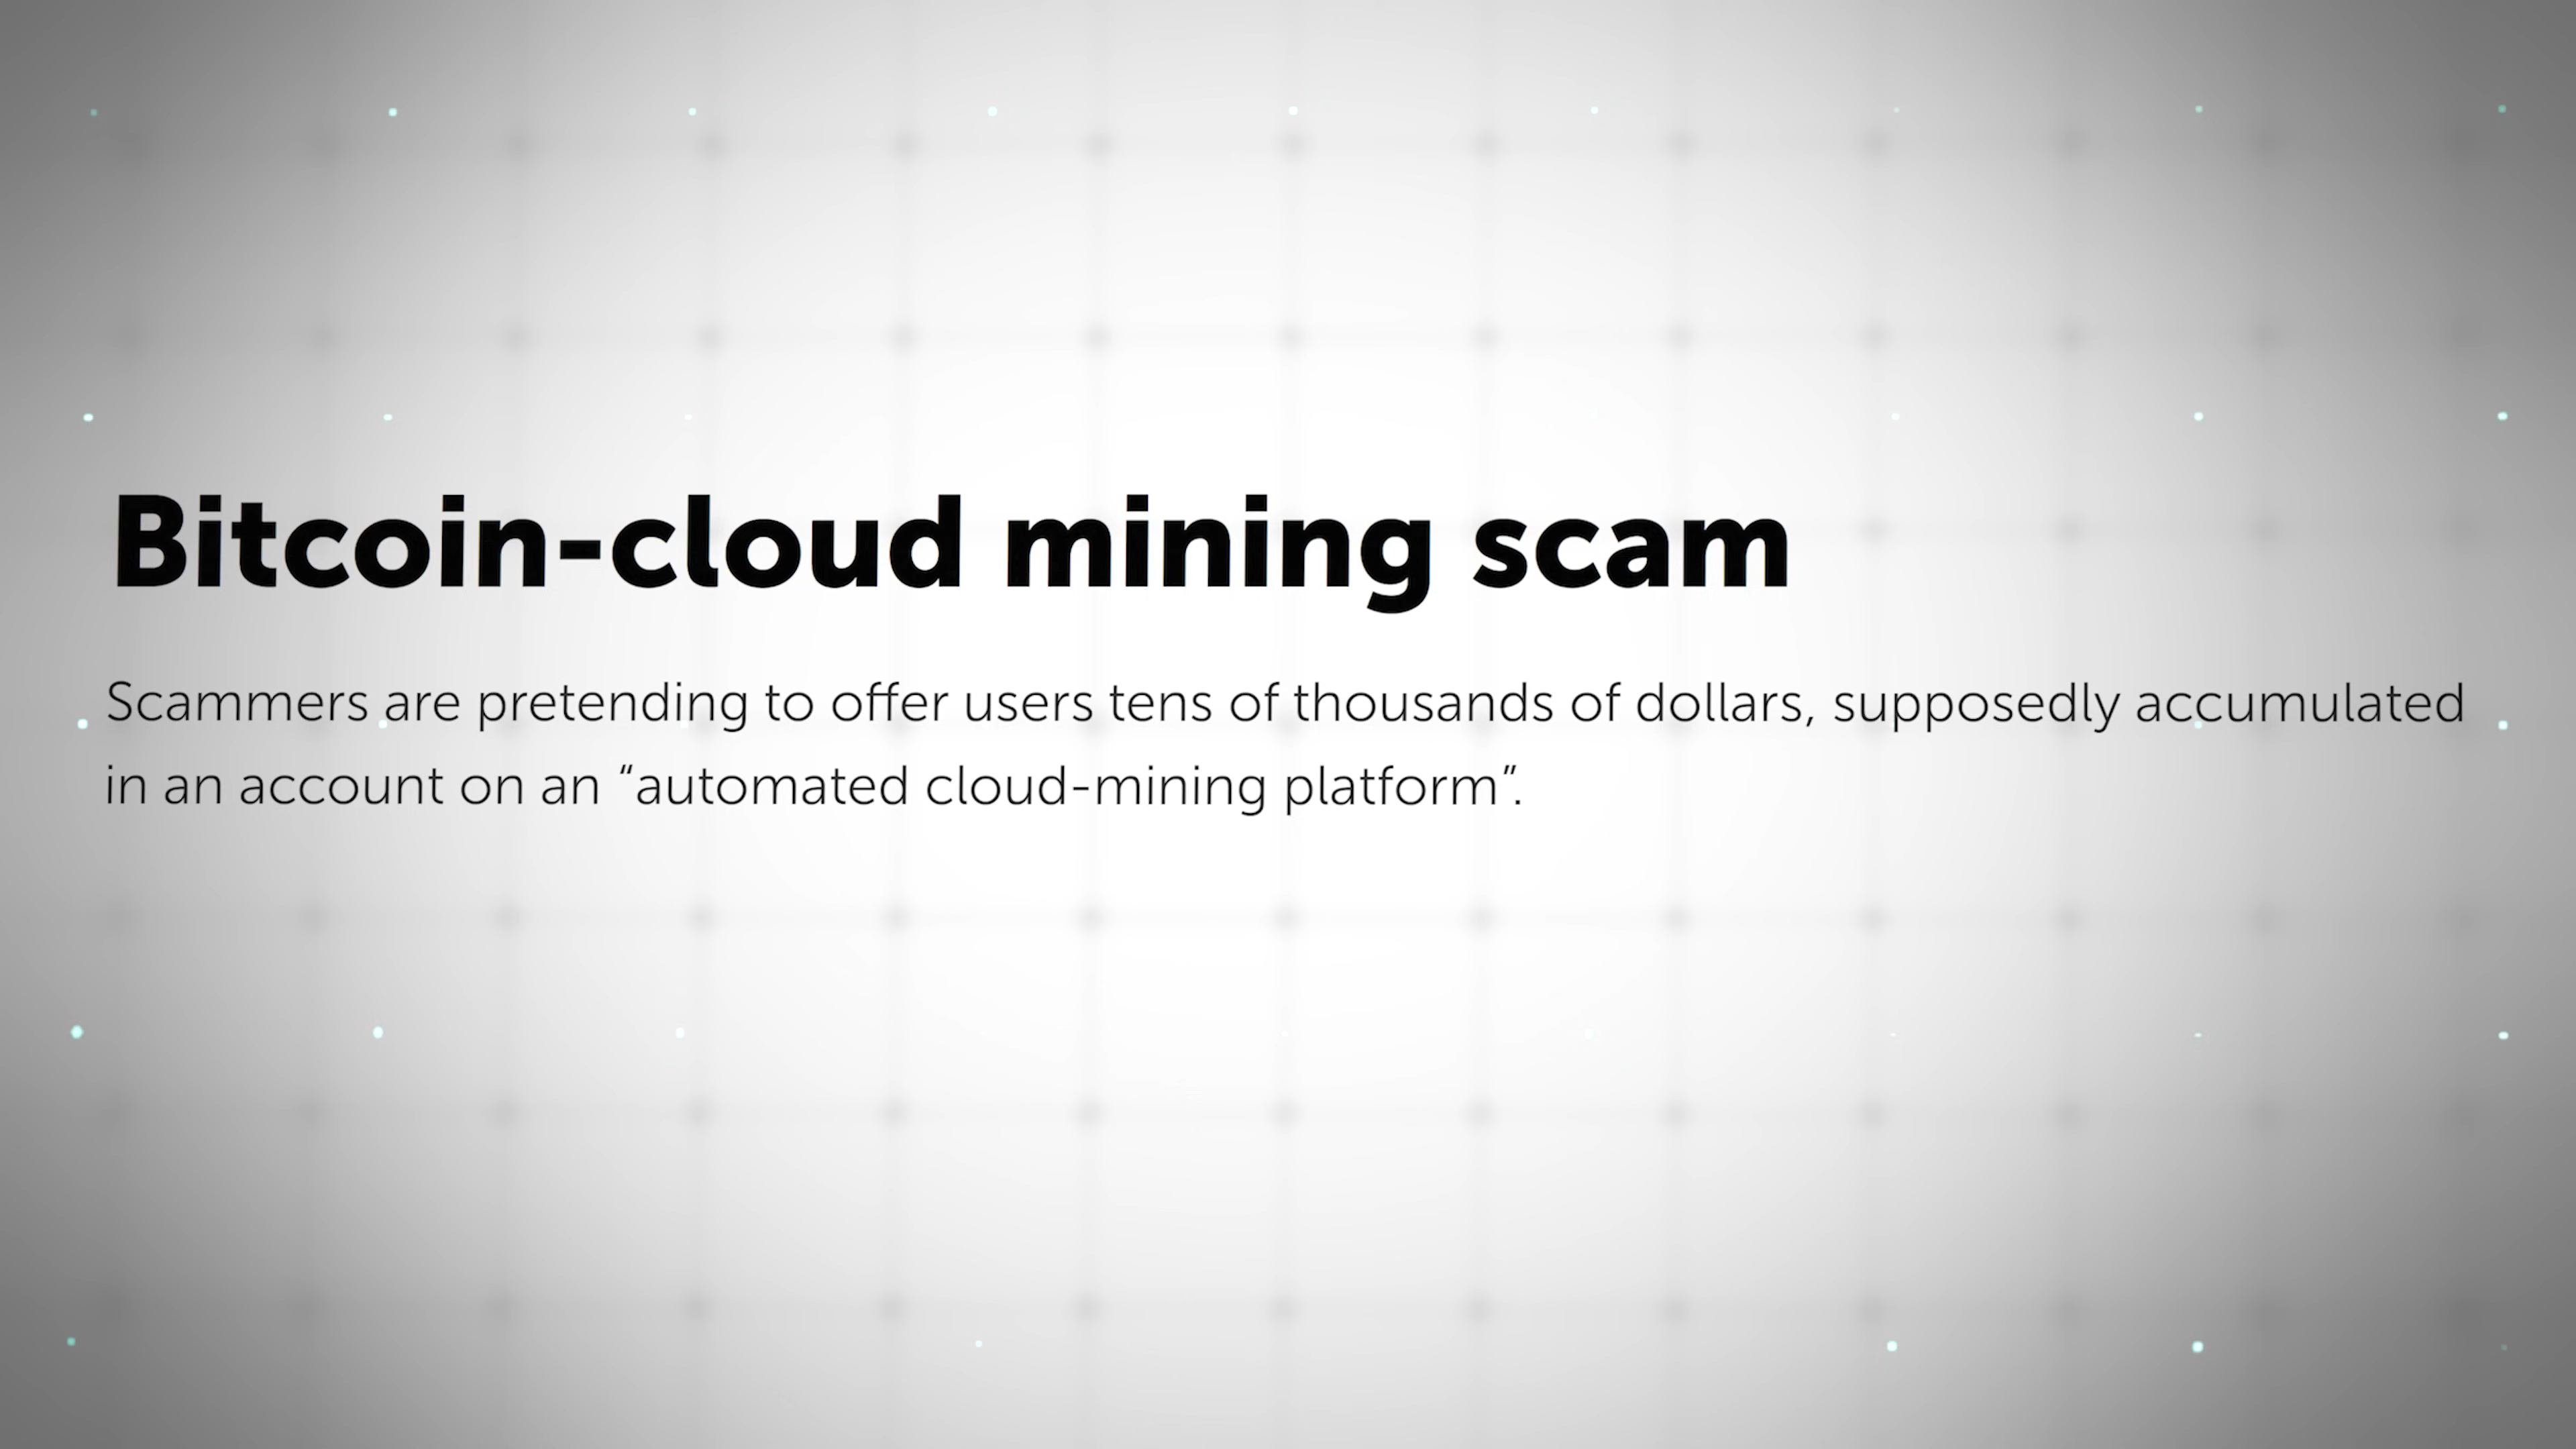 Bitcoin-cloud mining scam
Scammers are pretending to offer users tens of thousands of dollars, supposedly accumulated
in an account on an “automated cloud-mining platform”.